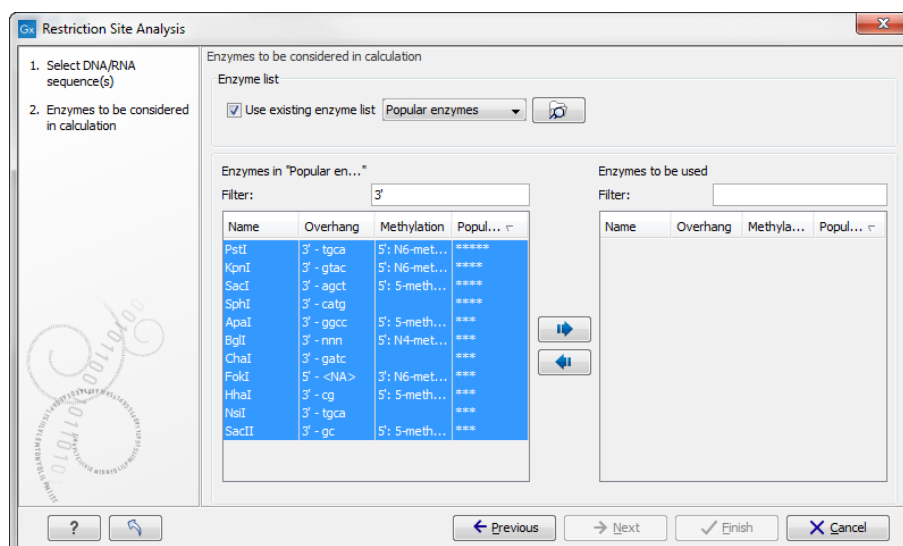 Gx Restriction Site Analysis
X
1. Select DNA/RNA
sequence(s)
2. Enzymes to be considered
in calculation
Enzymes to be considered in calculation
Enzyme list
Use existing enzyme list Popular enzymes
Enzymes in "Popular en..."
Filter: 3'
Name Overhang Methylation Popul...
PstI 3' - tgca 5': N6-met... *****
KpnI 3' - gtac 5': N6-met... ****
SacI 3' - agct 5': 5-meth... ****
SphI 3' - catg ****
ApaI 3' - ggcc 5': 5-meth... ***
BglI 3' - nnn 5': N4-met... ***
ChaI 3' - gatc ***
FokI 5' - <NA> 3': N6-met... ***
HhaI 3' - cg 5': 5-meth... ***
NsiI 3' - tgca ***
SacII 3' - gc 5': 5-meth... ***
Enzymes to be used
Filter:
Name Overhang Methyla... Popul...
? Previous Next Finish Cancel